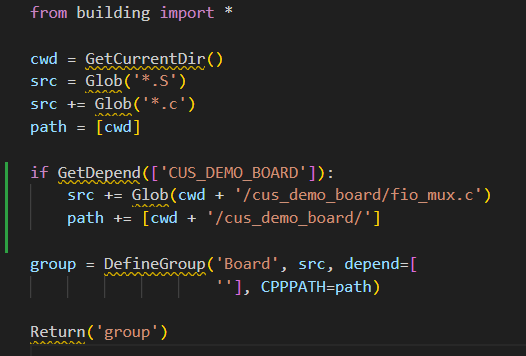 from building import *
cwd = GetCurrentDir()
src = Glob('*.S')
src += Glob('*.c')
path = [cwd]
if GetDepend(['CUS_DEMO_BOARD']):
src += Glob(cwd + '/cus_demo_board/fio_mux.c')
path += [cwd + '/cus_demo_board/']
group = DefineGroup('Board', src, depend=[
''], CPPPATH=path)
Return('group')